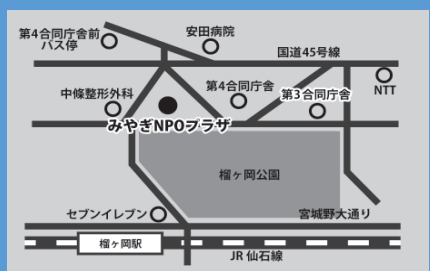 第4合同庁舎前
バス停
安田病院
国道45号線
中條整形外科
第4合同庁舎
第3合同庁舎
NTT
みやぎNPOプラザ
榴ヶ岡公園
セブンイレブン
宮城野大通り
榴ヶ岡駅
JR 仙石線